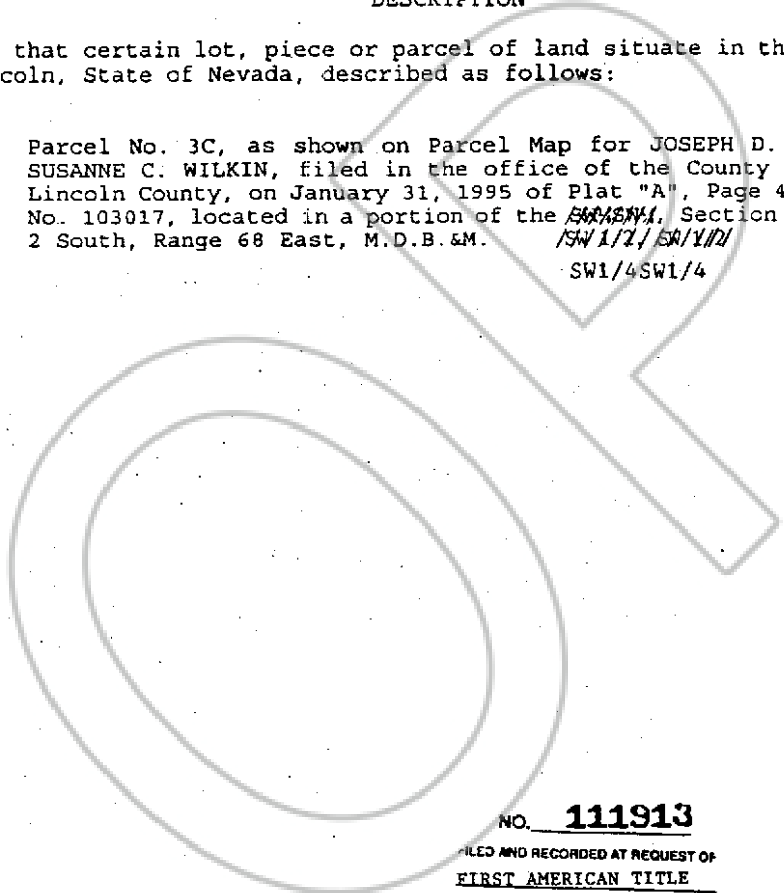 DESCRIPTION
that certain lot, piece or parcel of land situate in th
coln, State of Nevada, described as follows:
Parcel No. 3C, as shown on Parcel Map for JOSEPH D.
SUSANNE C. WILKIN, filed in the office of the County
Lincoln County, on January 31, 1995 of Plat "A", Page 4
No. 103017, located in a portion of the Section
2 South, Range 68 East, M.D.B.&M.
SW1/4SW1/4
NO. 111913
FILED AND RECORDED AT REQUEST OF
FIRST AMERICAN TITLE